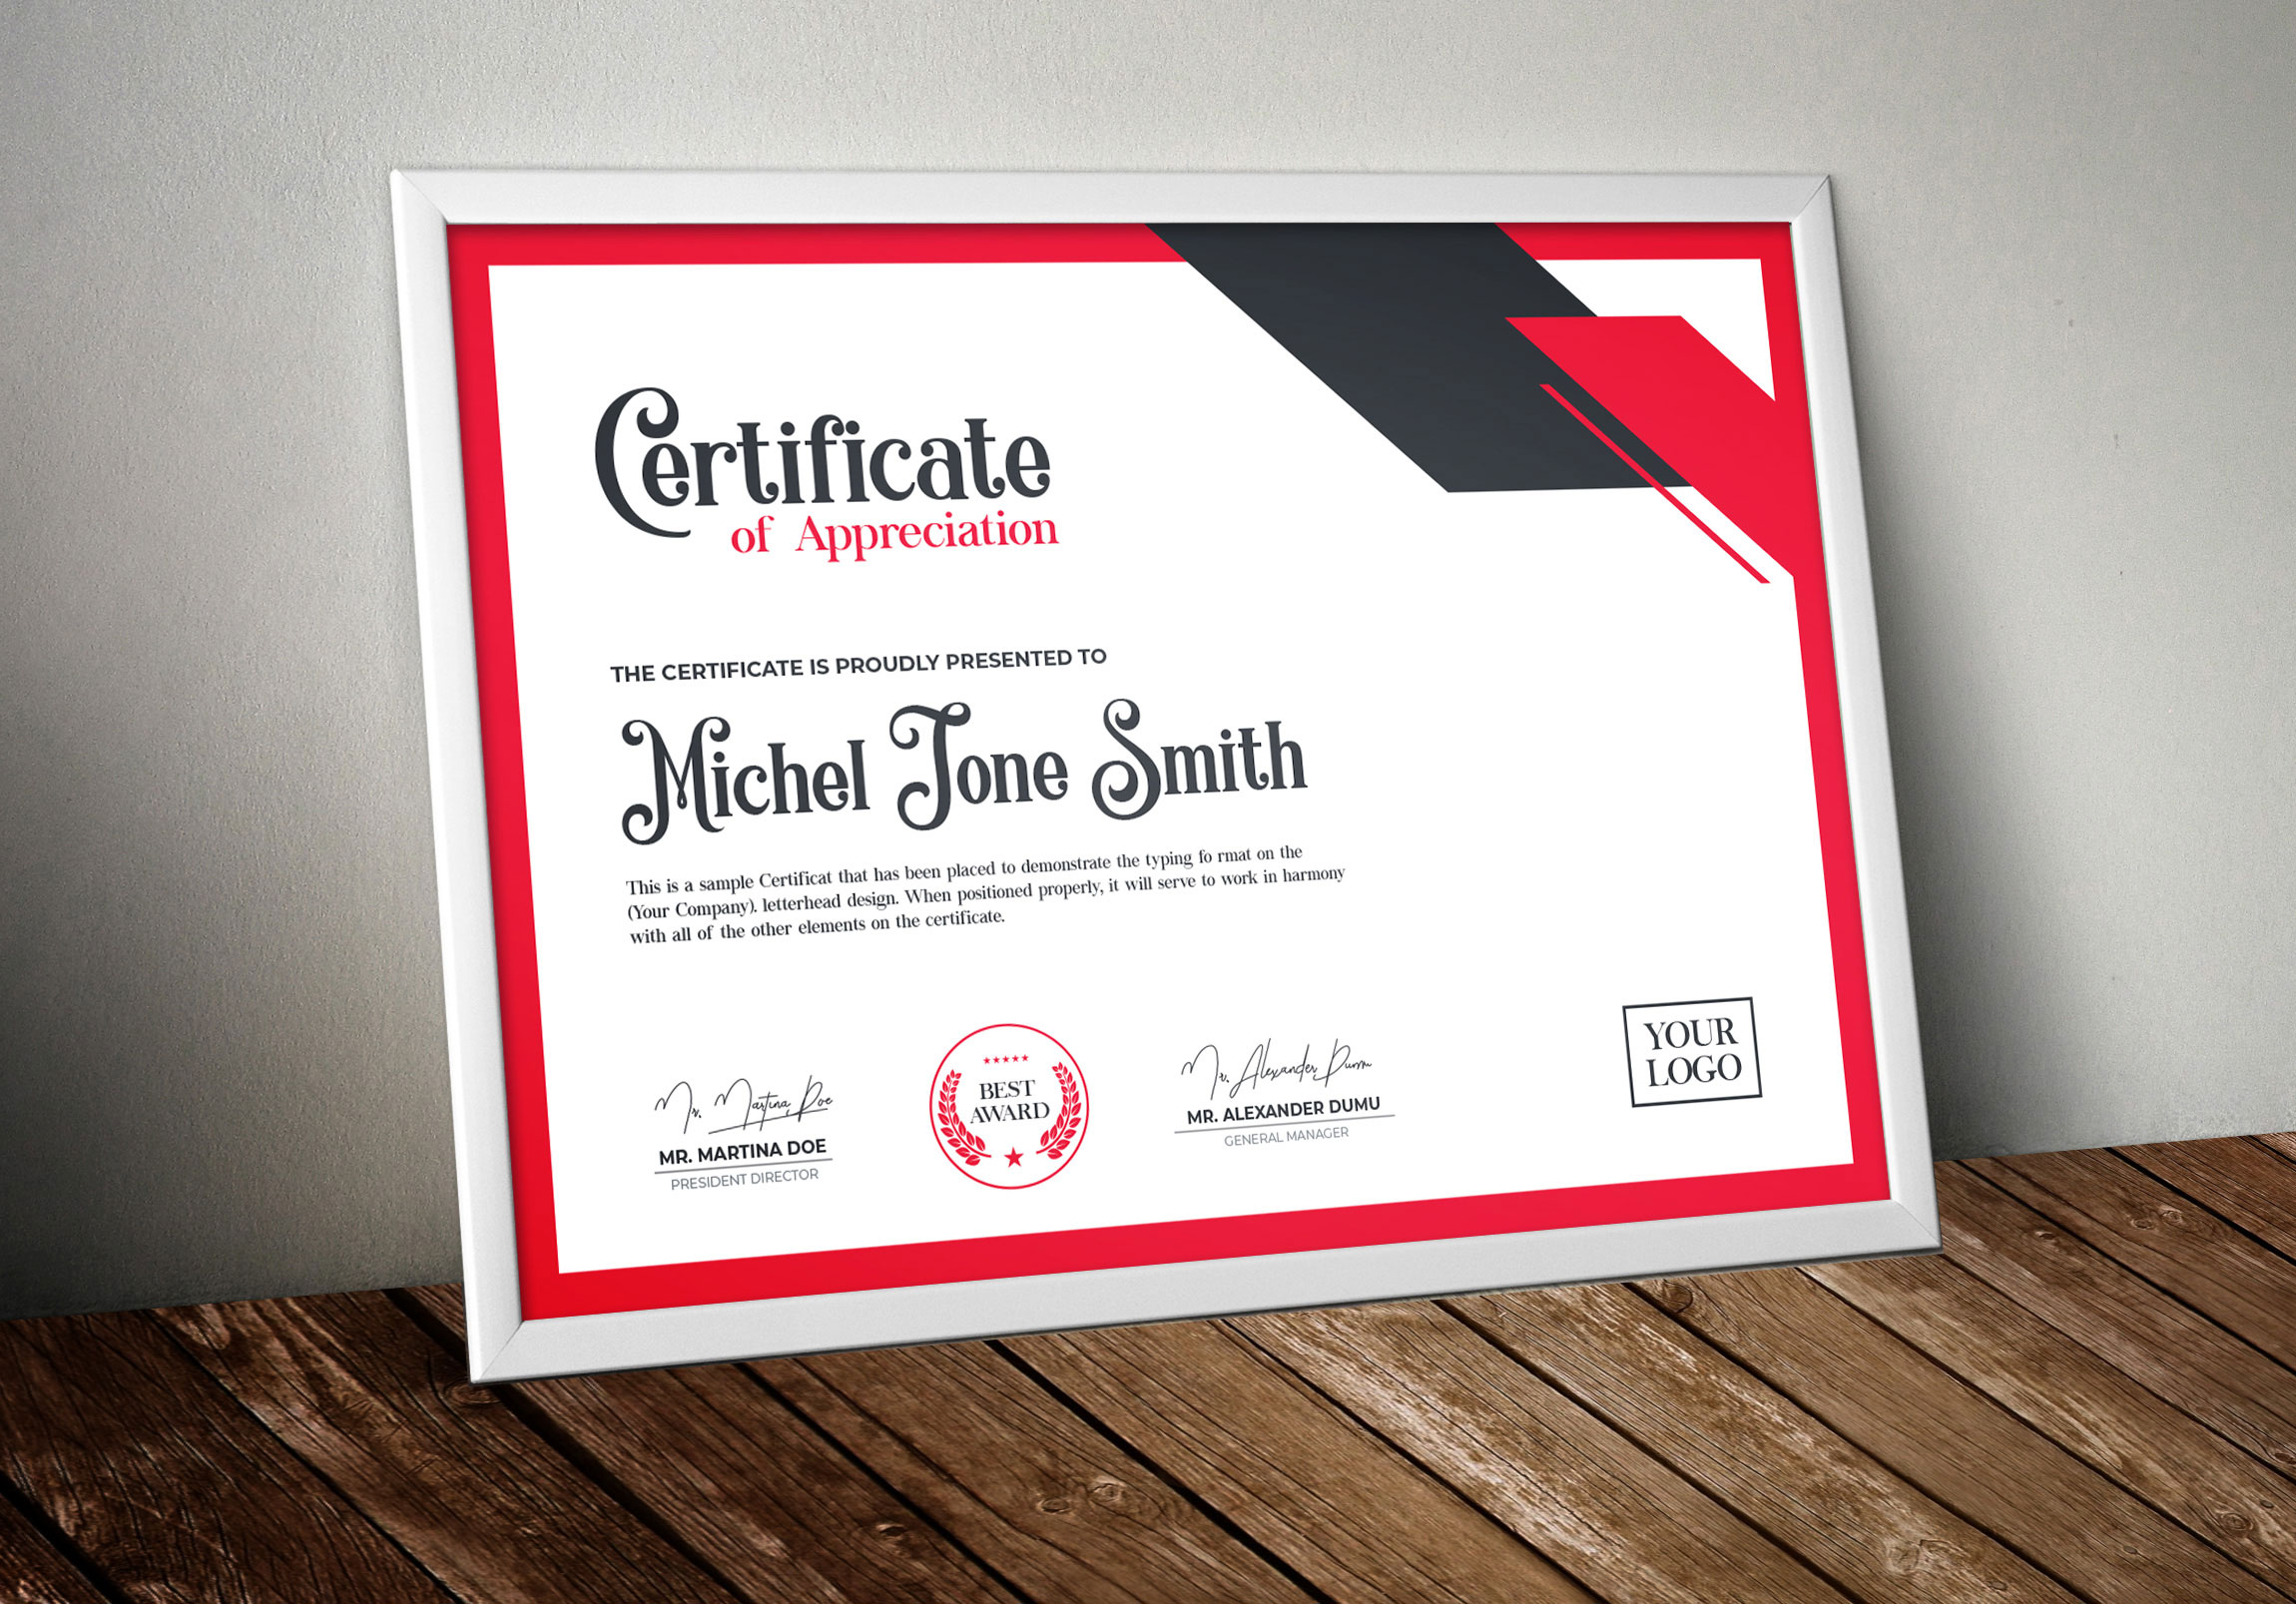 Certificate
of Appreciation
THE CERTIFICATE IS PROUDLY PRESENTED TO
Michel Jone Smith
This is a sample Certificat that has been placed to demonstrate the typing fo rmat on the
(Your Company). letterhead design. When positioned properly, it will serve to work in harmony
with all of the other elements on the certificate.
Mr. Martina Doe
MR. MARTINA DOE
PRESIDENT DIRECTOR
BEST
AWARD
Mr. Alexander Dumu
MR. ALEXANDER DUMU
GENERAL MANAGER
YOUR
LOGO